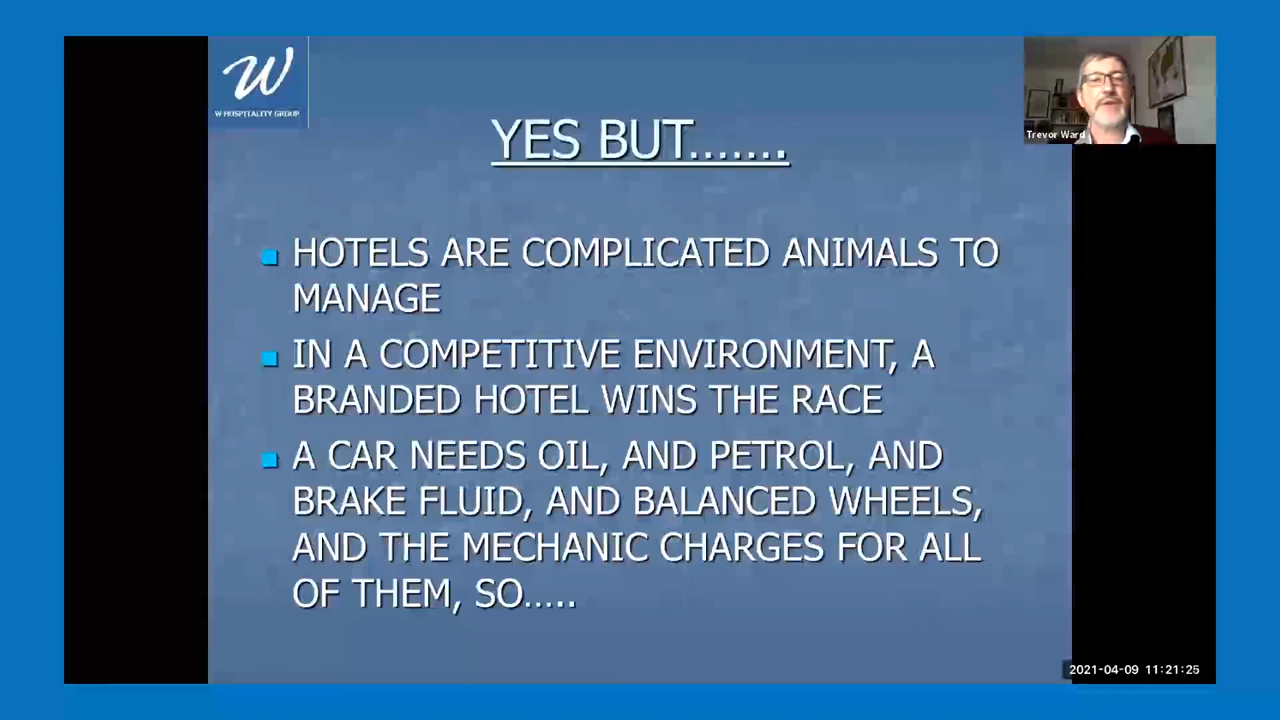 W
W HOSPITALITY GROUP
Trevor Ward
YES BUT.......
HOTELS ARE COMPLICATED ANIMALS TO
MANAGE
IN A COMPETITIVE ENVIRONMENT, A
BRANDED HOTEL WINS THE RACE
A CAR NEEDS OIL, AND PETROL, AND
BRAKE FLUID, AND BALANCED WHEELS,
AND THE MECHANIC CHARGES FOR ALL
OF THEM, SO.....
2021-04-09 11:21:25